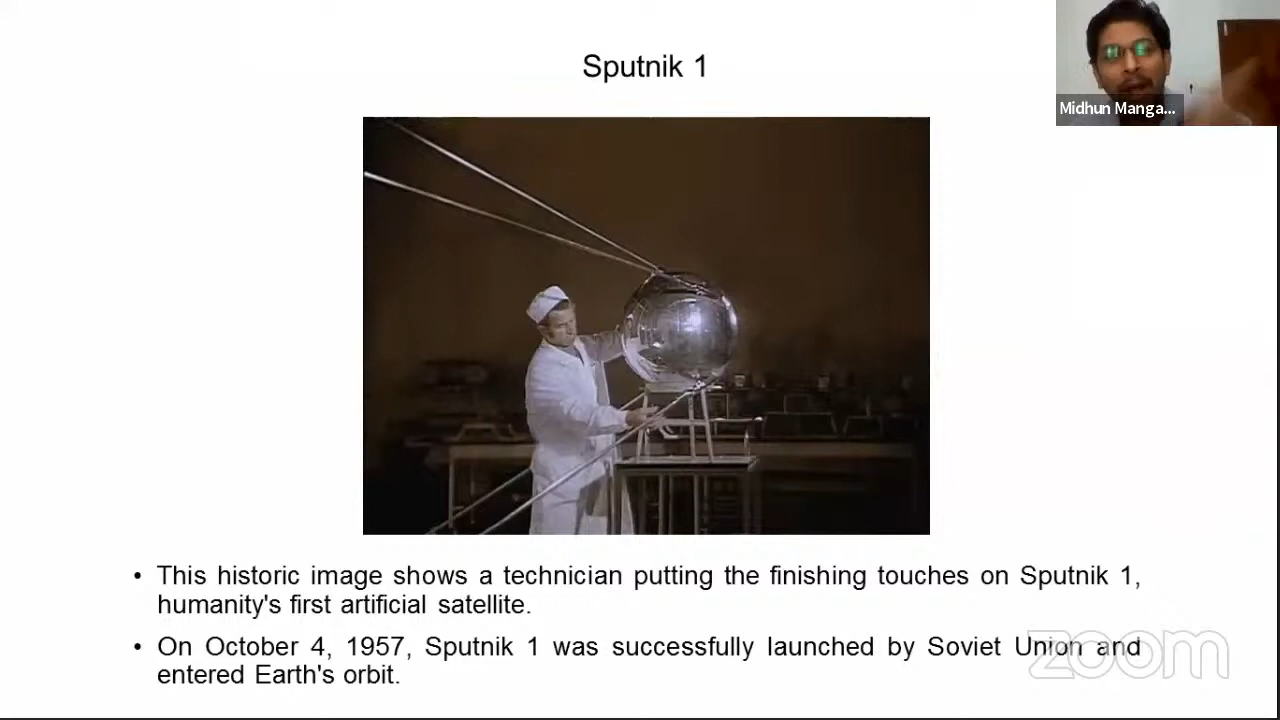 Sputnik 1
Midhun Manga...
• This historic image shows a technician putting the finishing touches on Sputnik 1,
humanity's first artificial satellite.
• On October 4, 1957, Sputnik 1 was successfully launched by Soviet Union and
entered Earth's orbit.
zoom